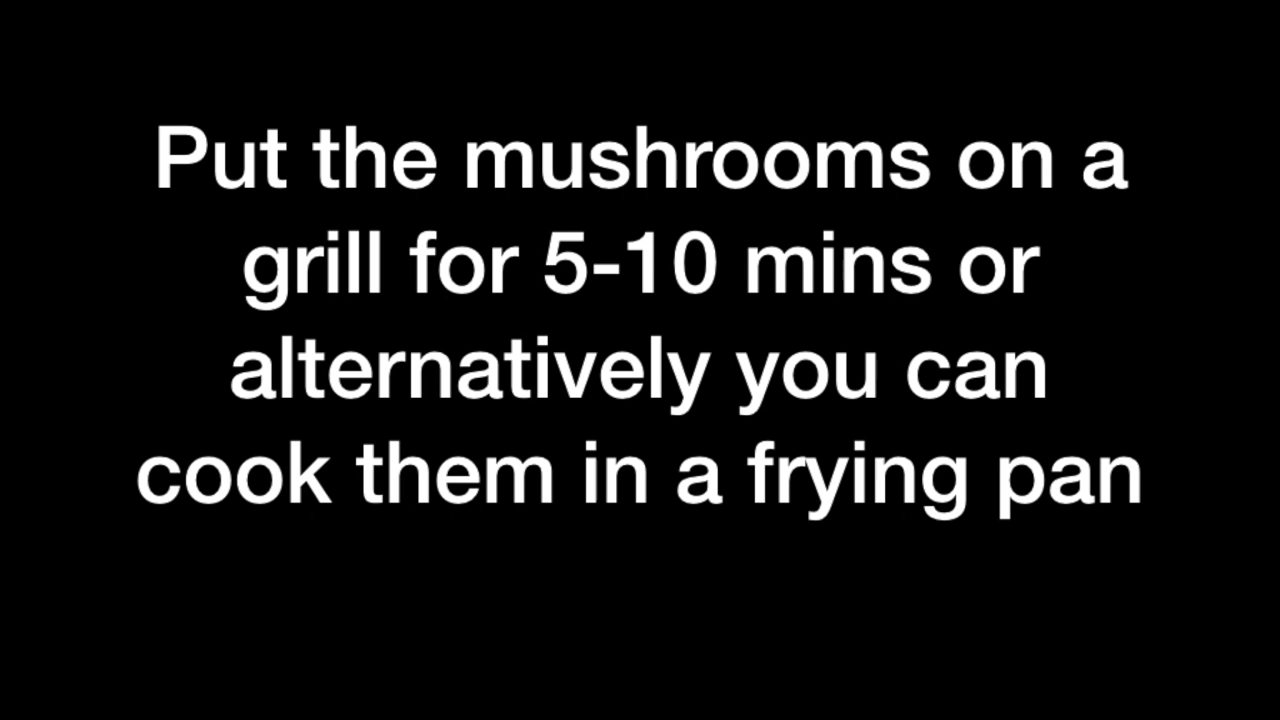 Put the mushrooms on a
grill for 5-10 mins or
alternatively you can
cook them in a frying pan